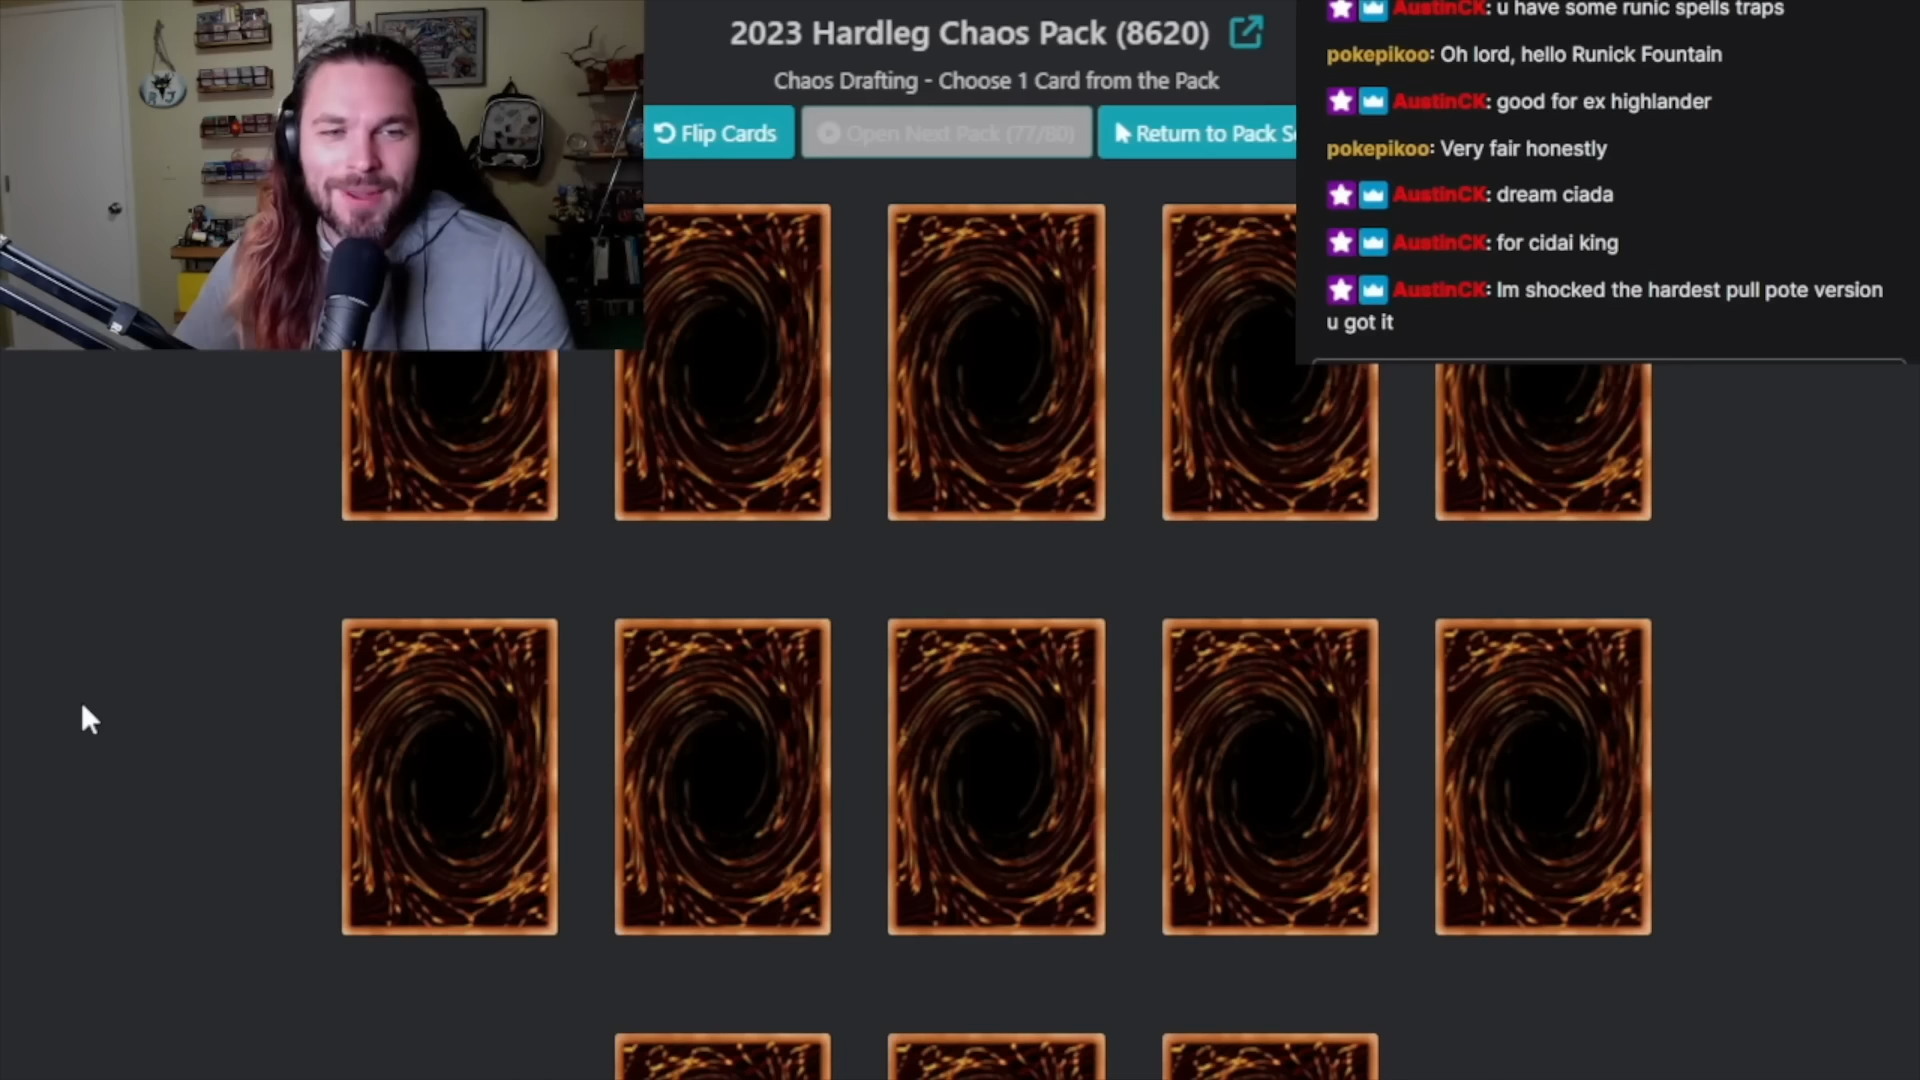 2023 Hardleg Chaos Pack (8620)
Chaos Drafting - Choose 1 Card from the Pack
Flip Cards
Open Next Pack (77/80)
Return to Pack Se
AustinCK: u have some runic spells traps
pokepikoo: Oh lord, hello Runick Fountain
AustinCK: good for ex highlander
pokepikoo: Very fair honestly
AustinCK: dream ciada
AustinCK: for cidai king
AustinCK: Im shocked the hardest pull pote version
u got it